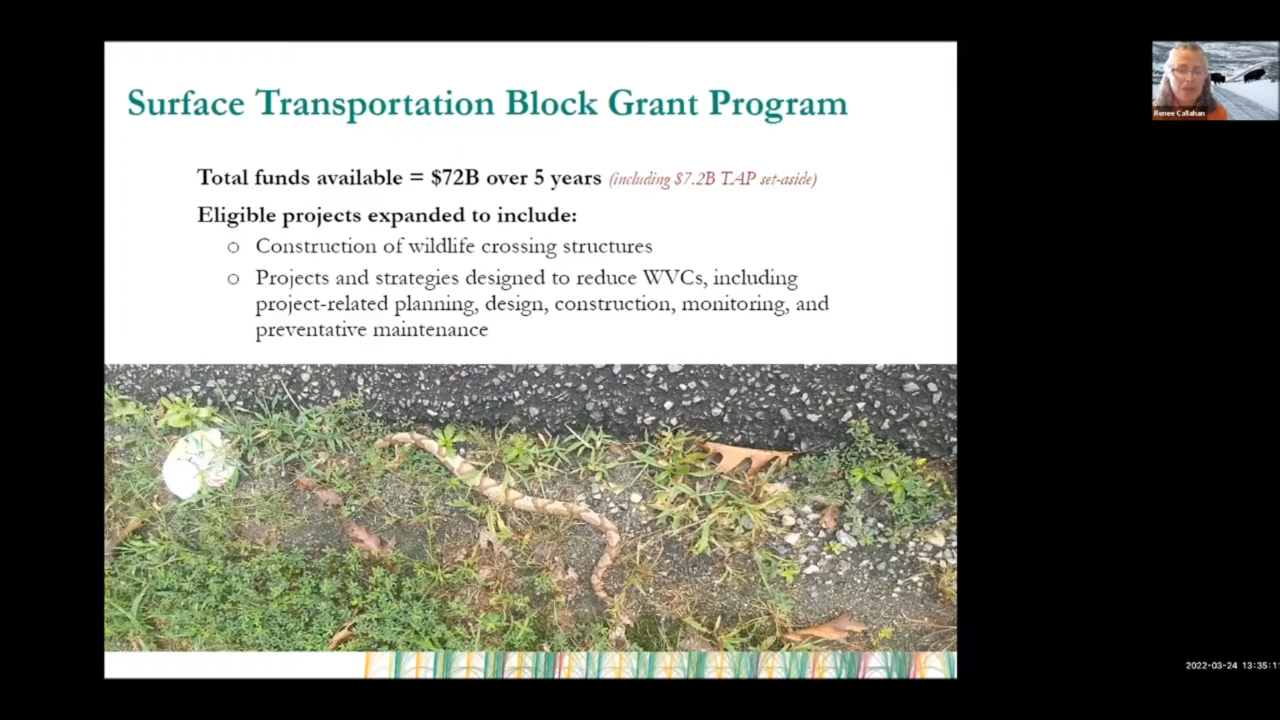 Surface Transportation Block Grant Program
Total funds available = $72B over 5 years (including $7.2B TAP set-aside)
Eligible projects expanded to include:
Construction of wildlife crossing structures
Projects and strategies designed to reduce WVCs, including
project-related planning, design, construction, monitoring, and
preventative maintenance
Renee Callahan
2022-03-24 13:35:11